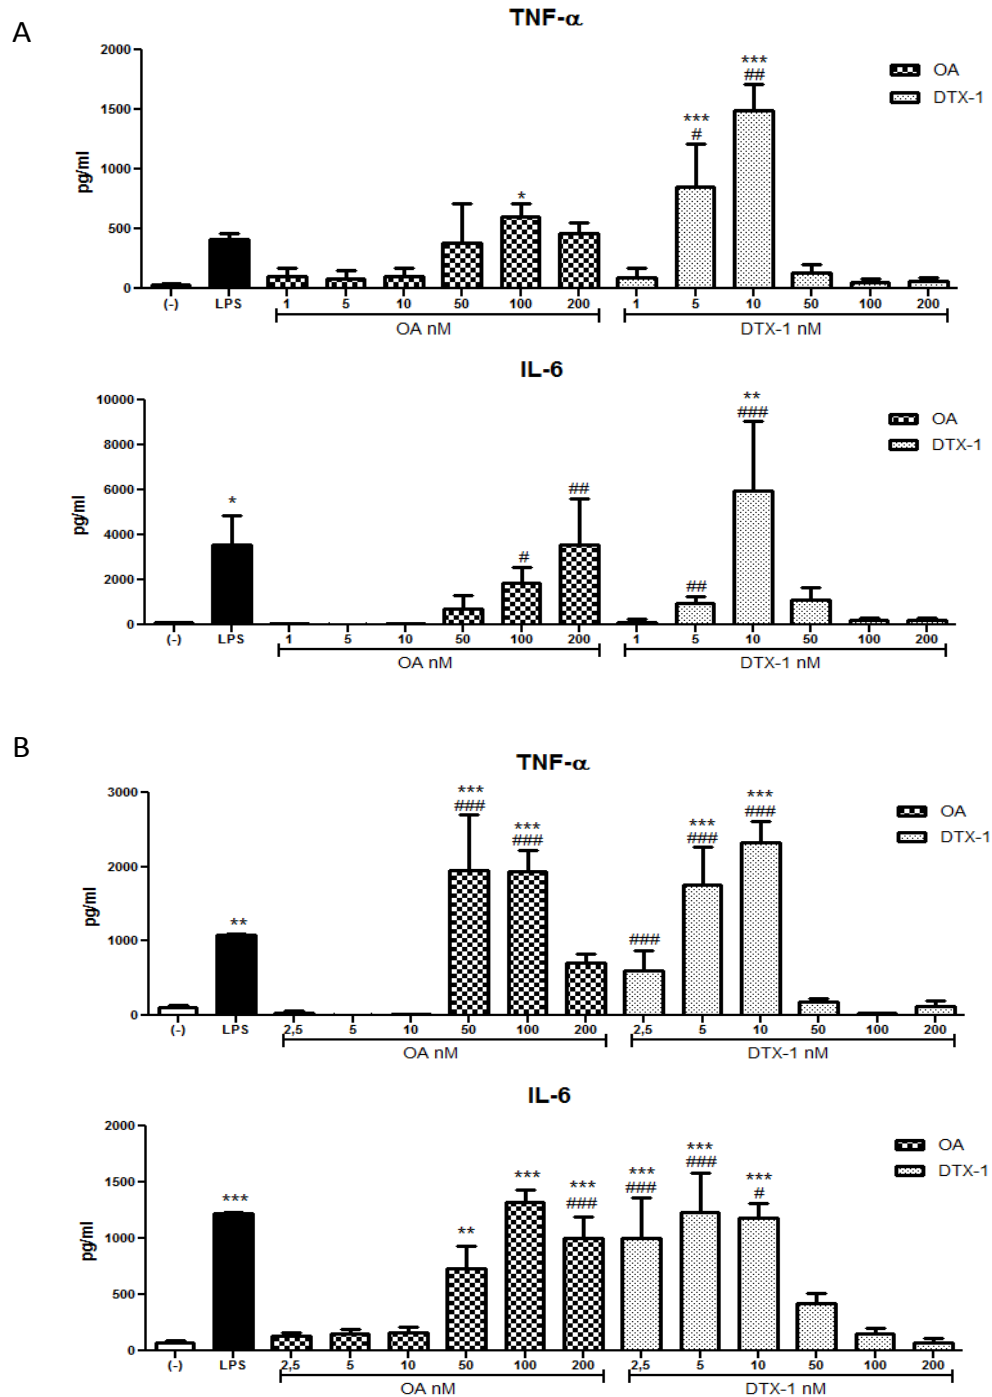 A
TNF-α
2000
1500
1000
500
0
pg/ml
OA
DTX-1
*
***
#
***
##
(-) LPS 1 5 10 50 100 200 1 5 10 50 100 200
OA nM DTX-1 nM
IL-6
10000
8000
6000
4000
2000
0
pg/ml
OA
DTX-1
*
#
##
##
**
###
(-) LPS 1 5 10 50 100 200 1 5 10 50 100 200
OA nM DTX-1 nM
B
TNF-α
3000
2000
1000
0
pg/ml
OA
DTX-1
**
***
###
***
###
###
***
###
***
###
(-) LPS 2,5 5 10 50 100 200 2,5 5 10 50 100 200
OA nM DTX-1 nM
IL-6
2000
1500
1000
500
0
pg/ml
OA
DTX-1
***
**
***
***
###
***
###
***
###
***
#
(-) LPS 2,5 5 10 50 100 200 2,5 5 10 50 100 200
OA nM DTX-1 nM